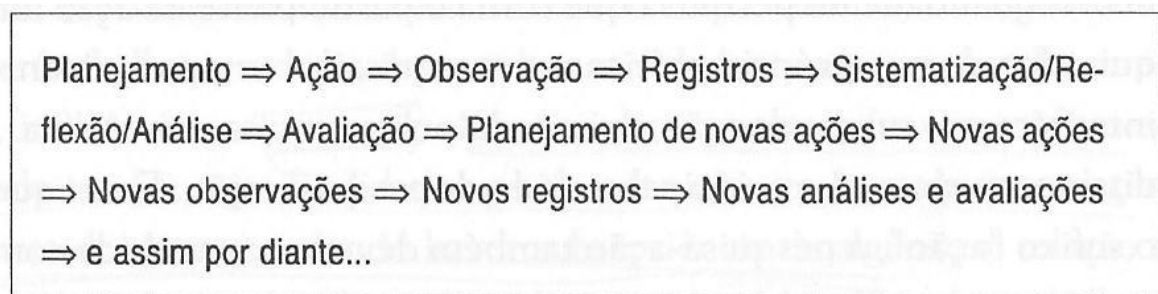 Planejamento ⇒ Ação ⇒ Observação ⇒ Registros ⇒ Sistematização/Re-
flexão/Análise ⇒ Avaliação ⇒ Planejamento de novas ações ⇒ Novas ações
⇒ Novas observações ⇒ Novos registros ⇒ Novas análises e avaliações
⇒ e assim por diante...